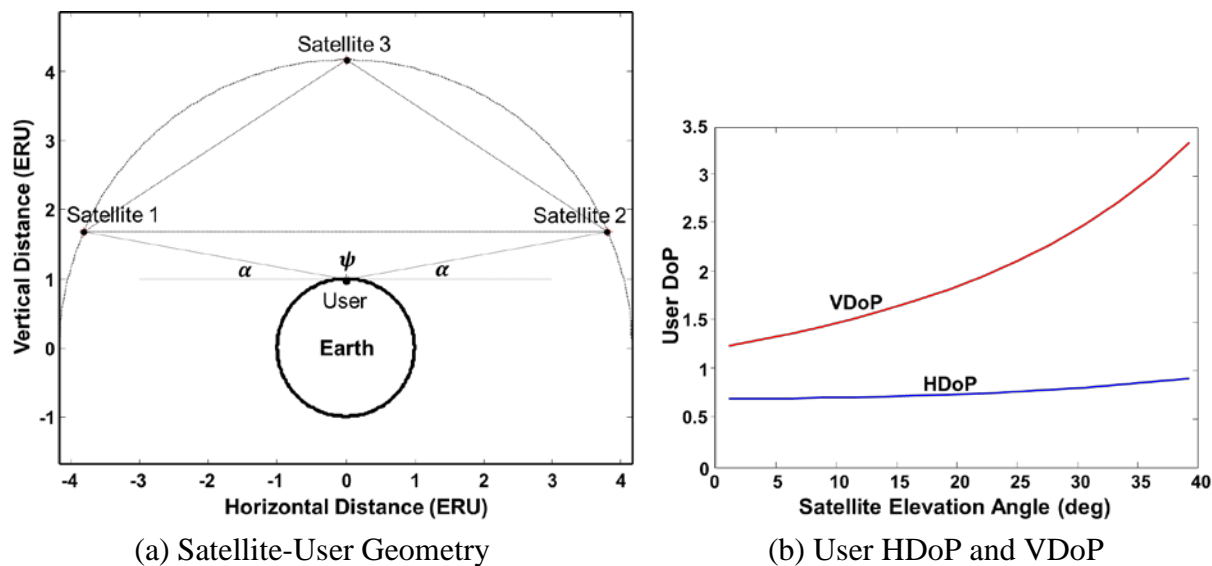 Satellite 3
Satellite 1
Satellite 2
α
ψ
α
User
Earth
Vertical Distance (ERU)
4
3
2
1
0
-1
-4
-3
-2
-1
0
1
2
3
4
Horizontal Distance (ERU)
(a) Satellite-User Geometry
3.5
3
2.5
2
1.5
1
0.5
0
User DoP
VDoP
HDoP
0
5
10
15
20
25
30
35
40
Satellite Elevation Angle (deg)
(b) User HDoP and VDoP